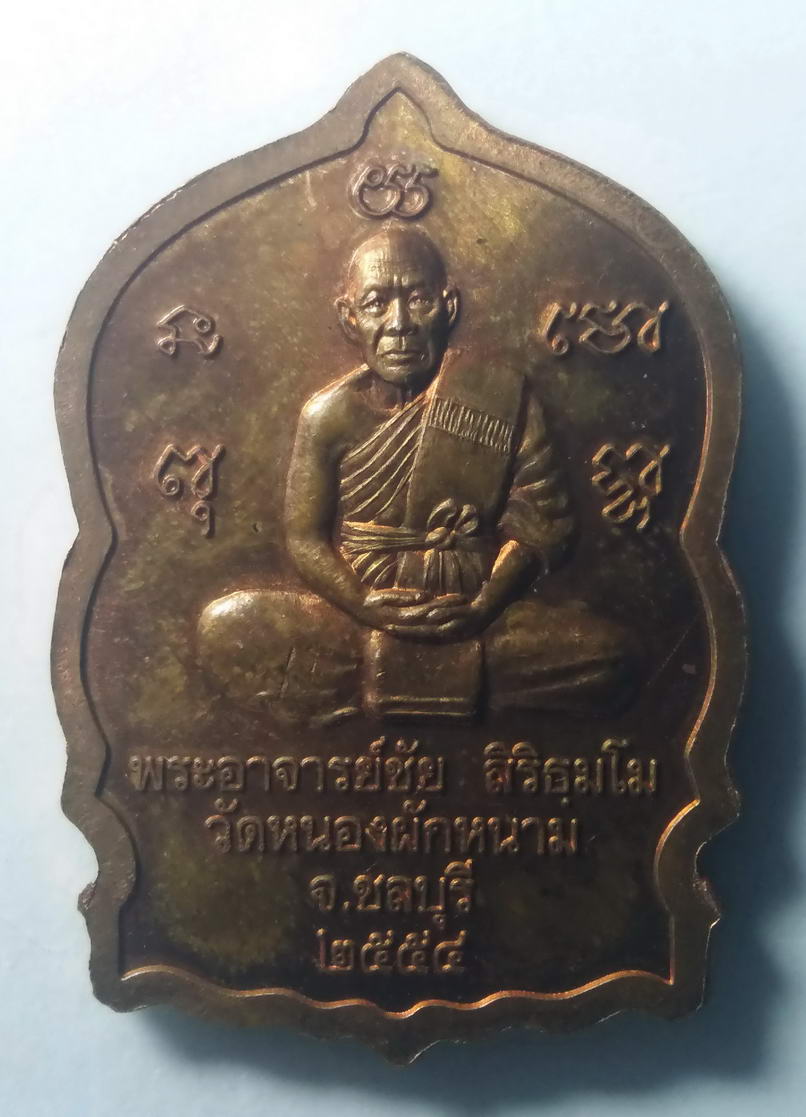 พระอาจารย์ชัย สิริธฺมโม
วัดหนองผักหนาม
จ.ชลบุรี
๒๕๕๔